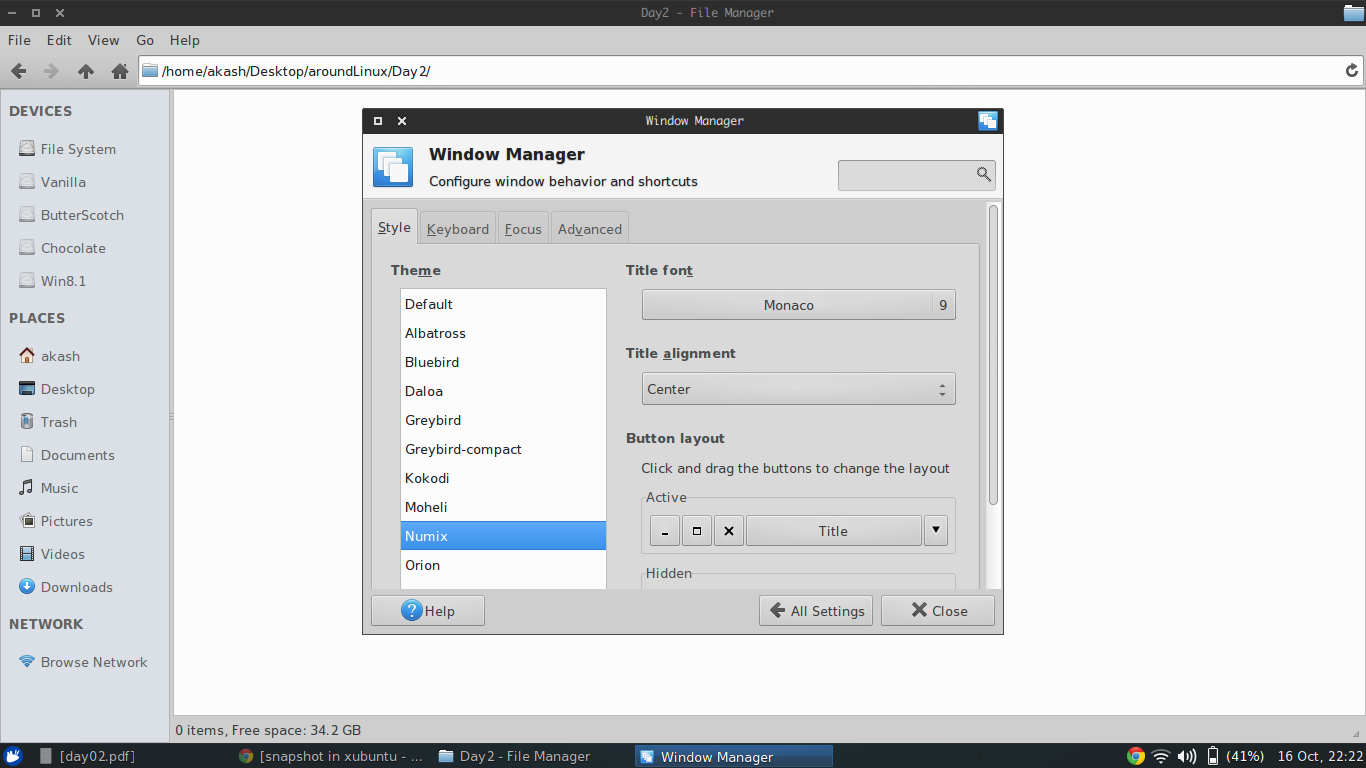 Day2 - File Manager
File Edit View Go Help
/home/akash/Desktop/aroundLinux/Day2/
DEVICES
File System
Vanilla
ButterScotch
Chocolate
Win8.1
PLACES
akash
Desktop
Trash
Documents
Music
Pictures
Videos
Downloads
NETWORK
Browse Network
Window Manager
Window Manager
Configure window behavior and shortcuts
Style Keyboard Focus Advanced
Theme
Default
Albatross
Bluebird
Daloa
Greybird
Greybird-compact
Kokodi
Moheli
Numix
Orion
Title font
Monaco 9
Title alignment
Center
Button layout
Click and drag the buttons to change the layout
Active
Title
Hidden
Help All Settings Close
0 items, Free space: 34.2 GB
[day02.pdf] [snapshot in xubuntu - ... Day2 - File Manager Window Manager (41%) 16 Oct, 22:22